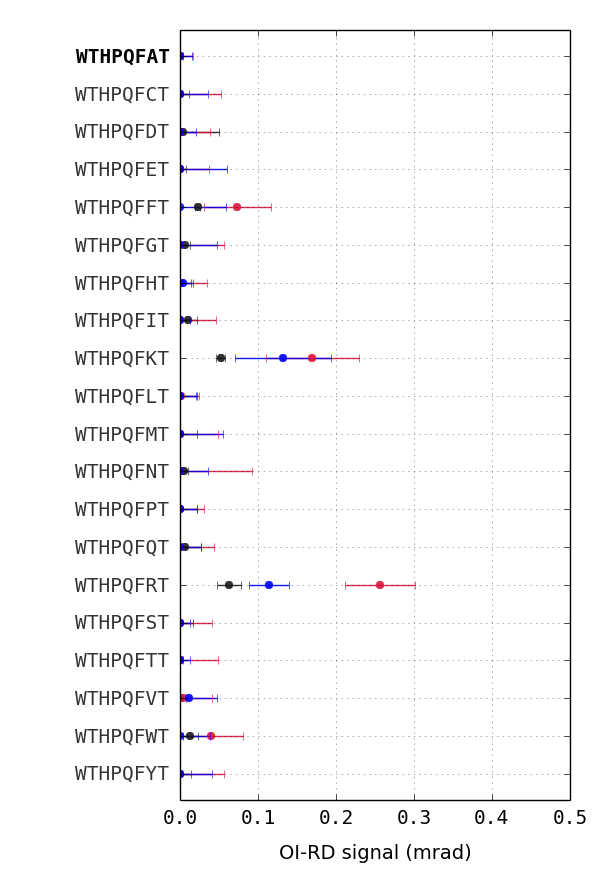 WTHPQFAT
WTHPQFCT
WTHPQFDT
WTHPQFET
WTHPQFFT
WTHPQFGT
WTHPQFHT
WTHPQFIT
WTHPQFKT
WTHPQFLT
WTHPQFMT
WTHPQFNT
WTHPQFPT
WTHPQFQT
WTHPQFRT
WTHPQFST
WTHPQFTT
WTHPQFVT
WTHPQFWT
WTHPQFYT
0.0 0.1 0.2 0.3 0.4 0.5
OI-RD signal (mrad)